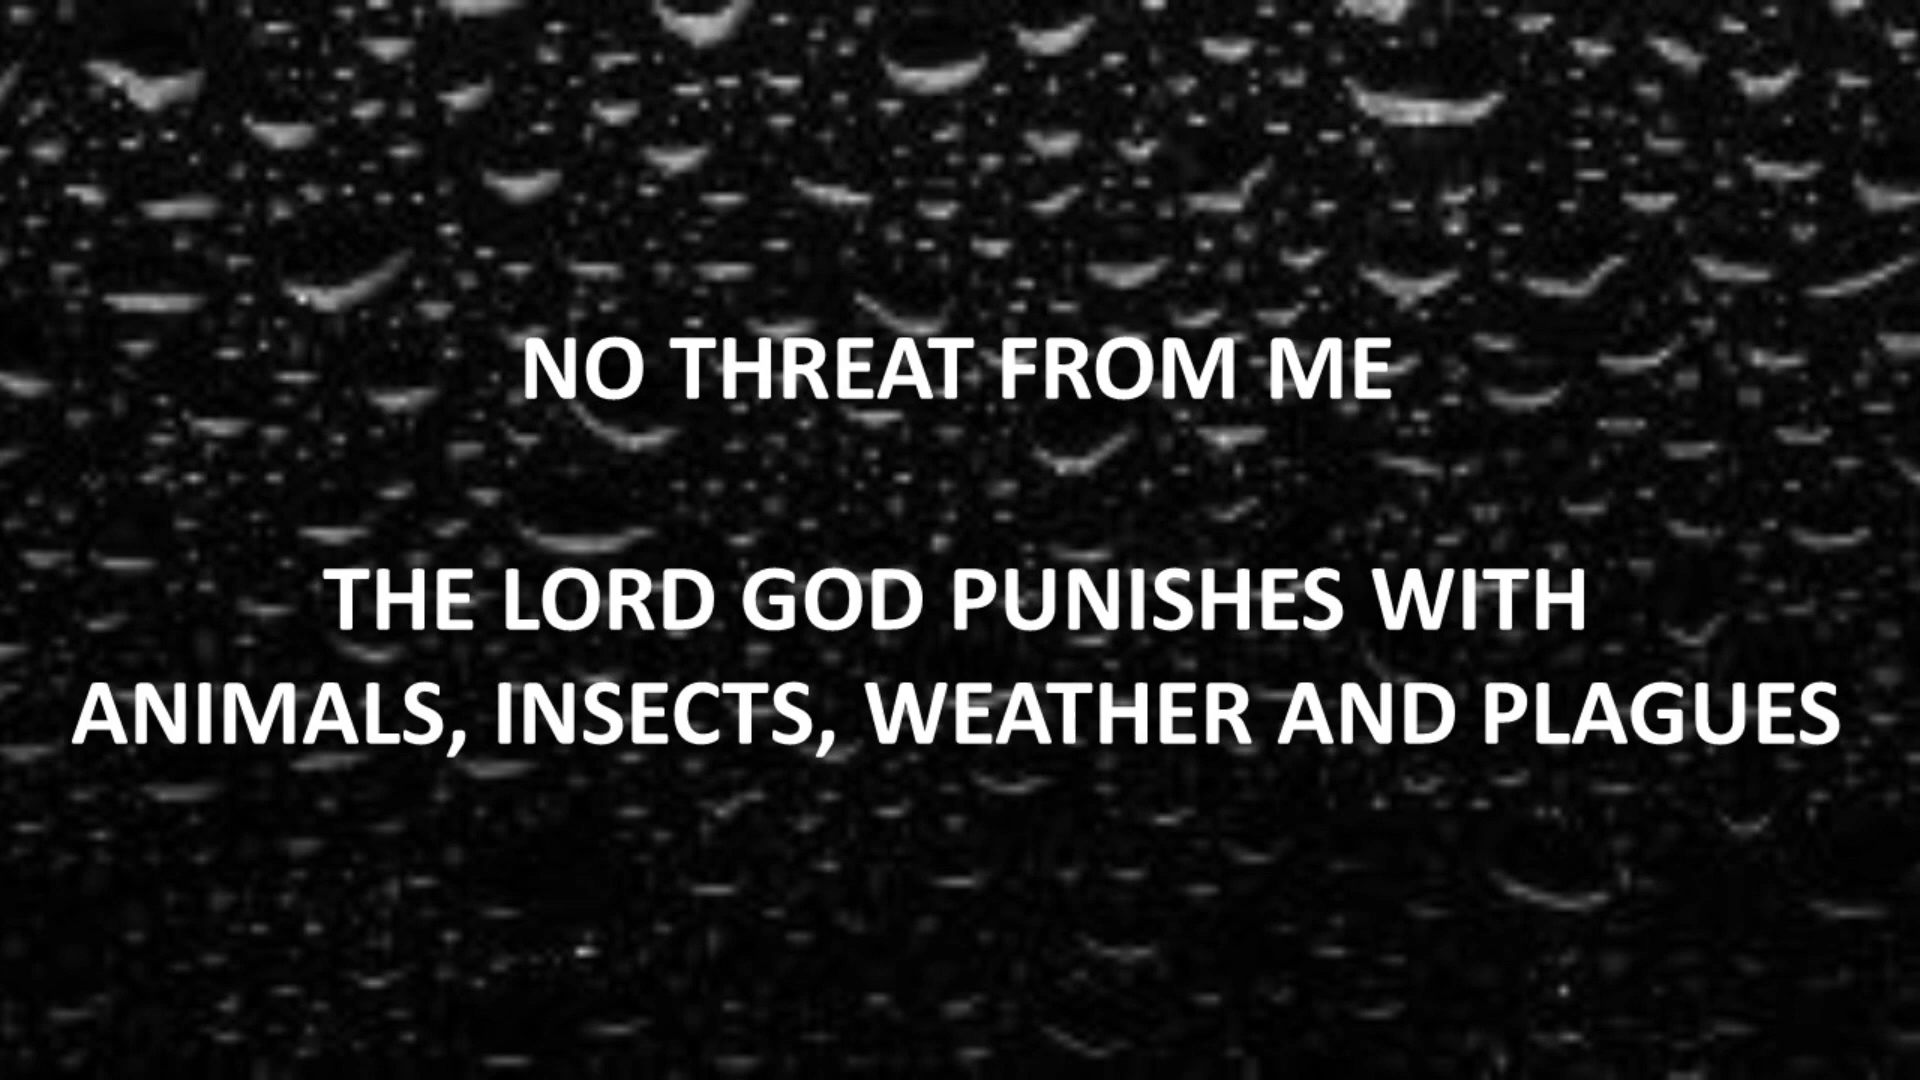 NO THREAT FROM ME
THE LORD GOD PUNISHES WITH
ANIMALS, INSECTS, WEATHER AND PLAGUES